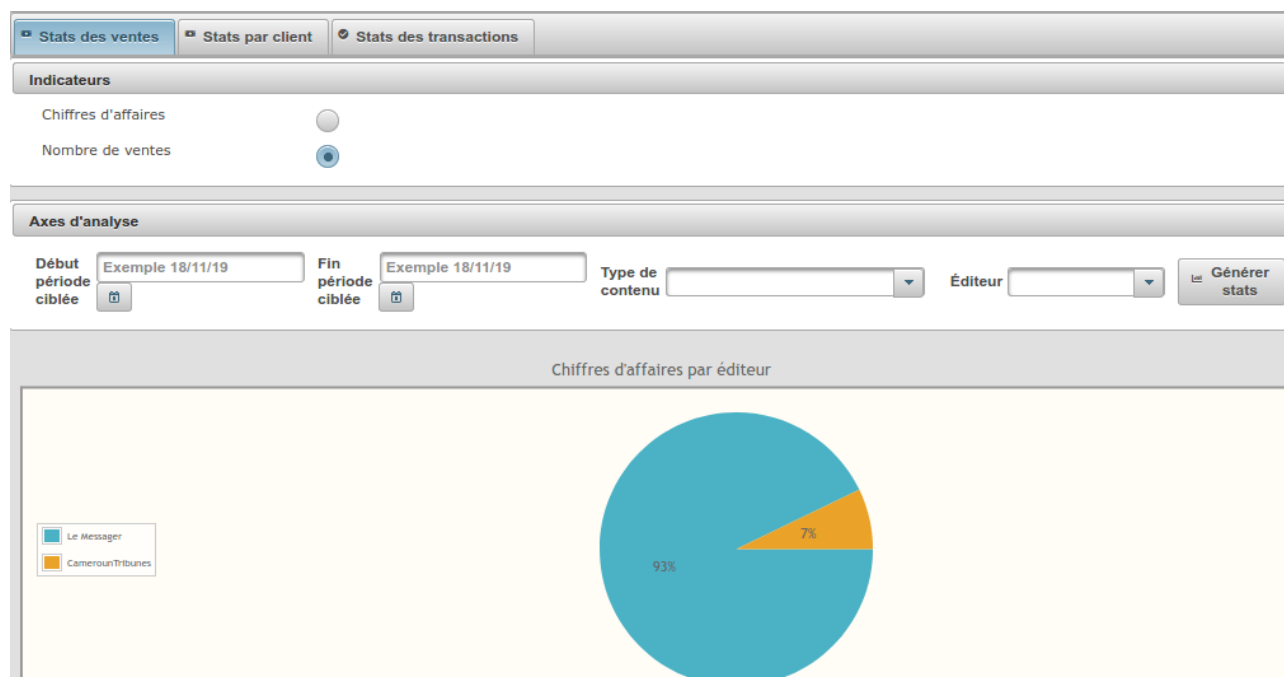 Stats des ventes Stats par client Stats des transactions
Indicateurs
Chiffres d'affaires
Nombre de ventes
Axes d'analyse
Début période ciblée
Exemple 18/11/19
Fin période ciblée
Exemple 18/11/19
Type de contenu
Éditeur
Générer stats
Chiffres d'affaires par éditeur
Le Messager
CamerounTribunes
7%
93%